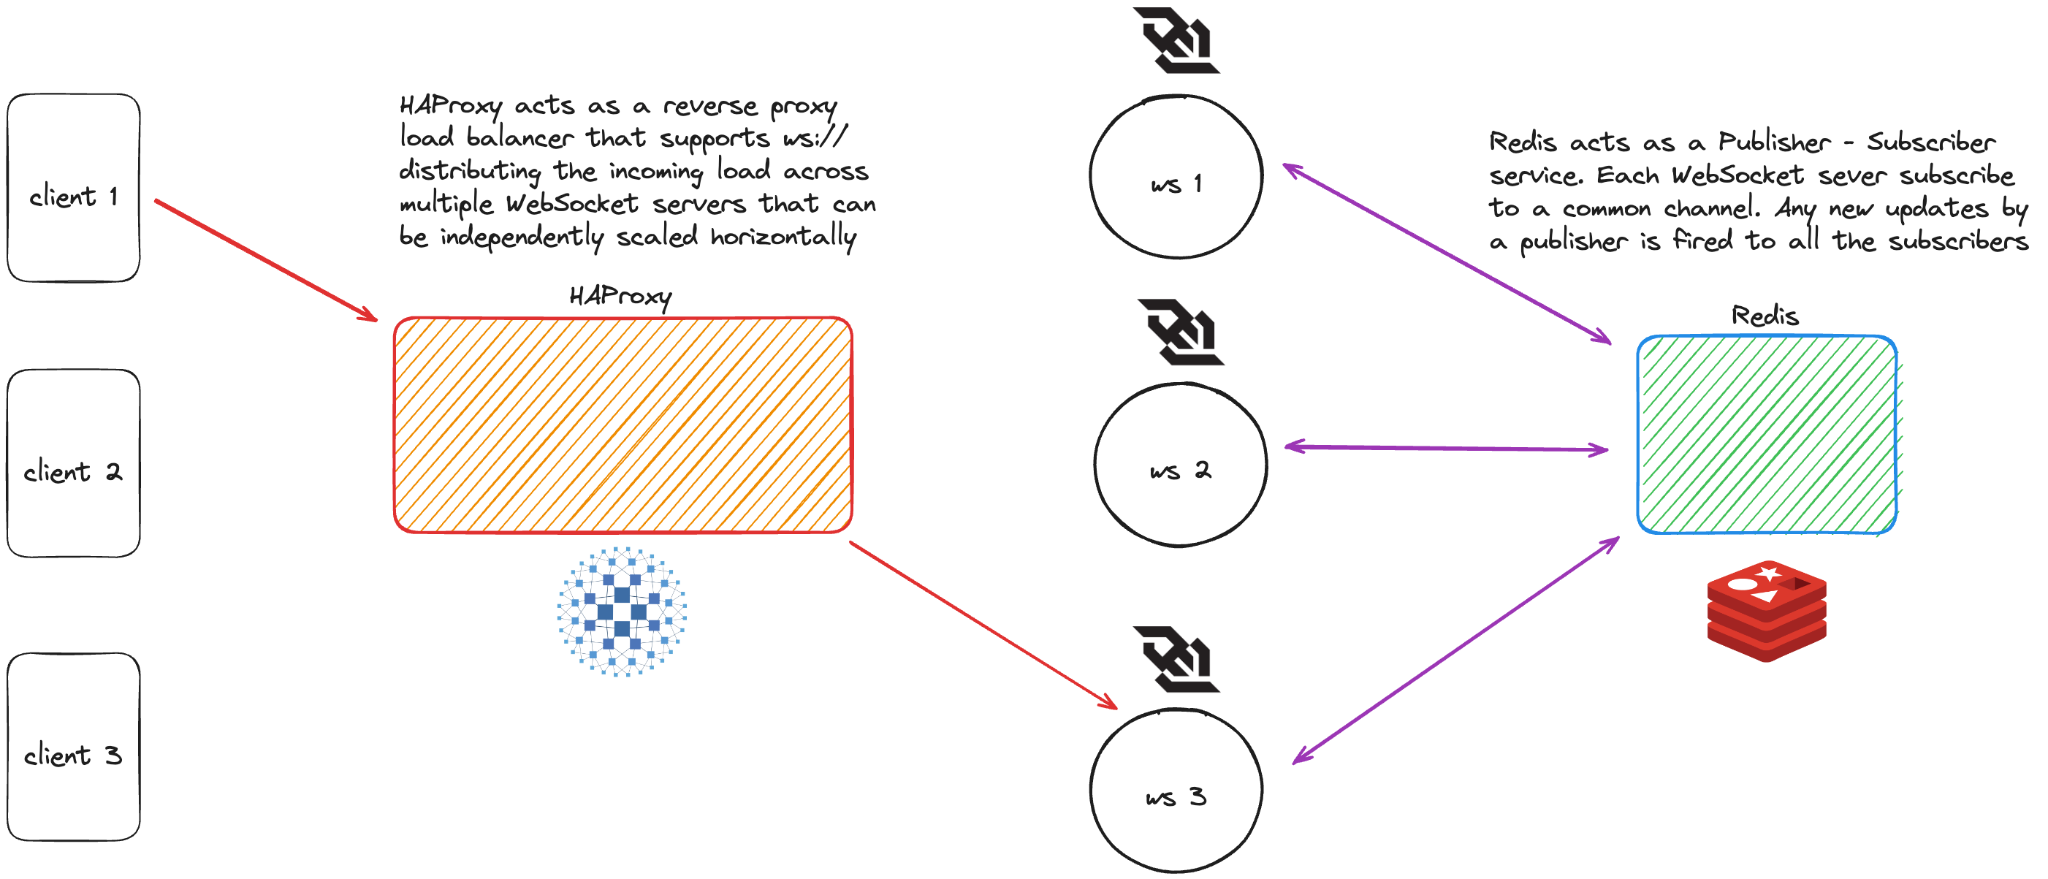 client 1
client 2
client 3
HAProxy acts as a reverse proxy
load balancer that supports ws://
distributing the incoming load across
multiple WebSocket servers that can
be independently scaled horizontally
HAProxy
ws 1
ws 2
ws 3
Redis acts as a Publisher - Subscriber
service. Each WebSocket sever subscribe
to a common channel. Any new updates by
a publisher is fired to all the subscribers
Redis